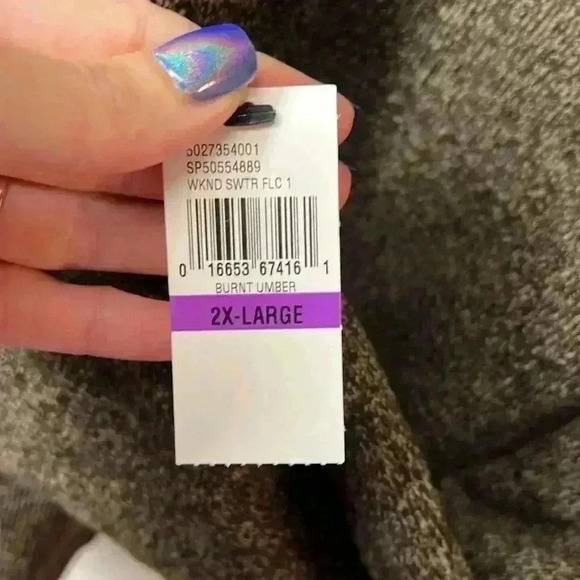 5027354001
SP50554889
WKND SWTR FLC 1
0 16653 67416 1
BURNT UMBER
2X-LARGE